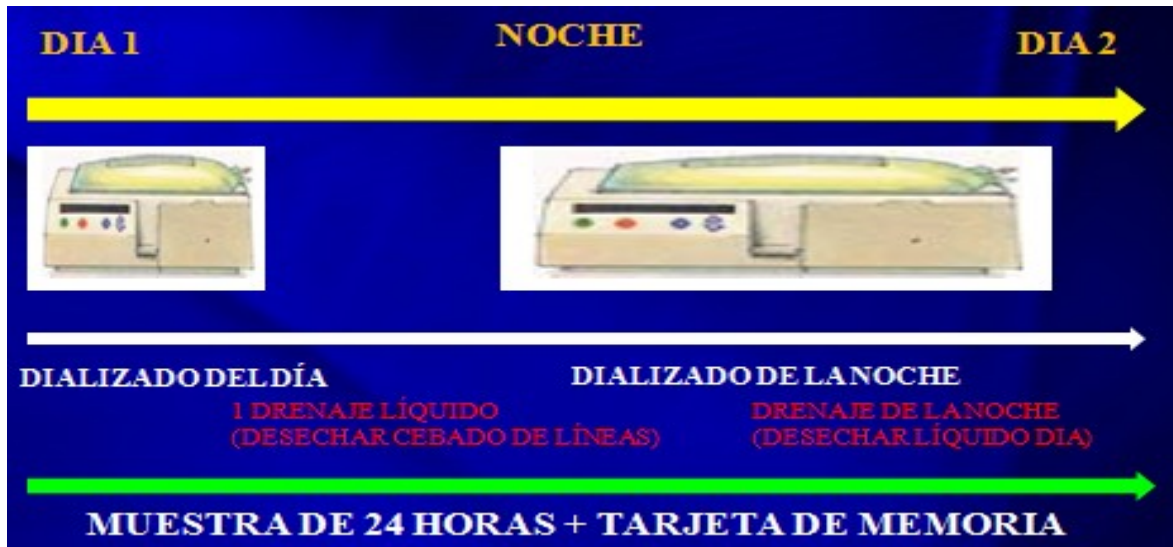 DIA 1
NOCHE
DIA 2
DIALIZADO DEL DÍA
DIALIZADO DE LA NOCHE
1 DRENAJE LÍQUIDO
(DESECHAR CEBADO DE LÍNEAS)
DRENAJE DE LA NOCHE
(DESECHAR LÍQUIDO DIA)
MUESTRA DE 24 HORAS + TARJETA DE MEMORIA